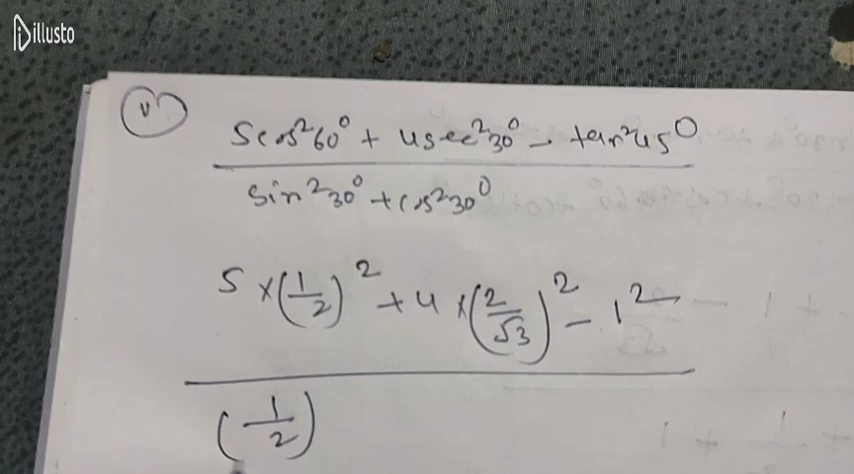 illusto
(v)
5cos²60° + 4sec²30° - tan²45°
sin²30° + cos²30°
5 × (1/2)² + 4 × (2/√3)² - 1²
(1/2)